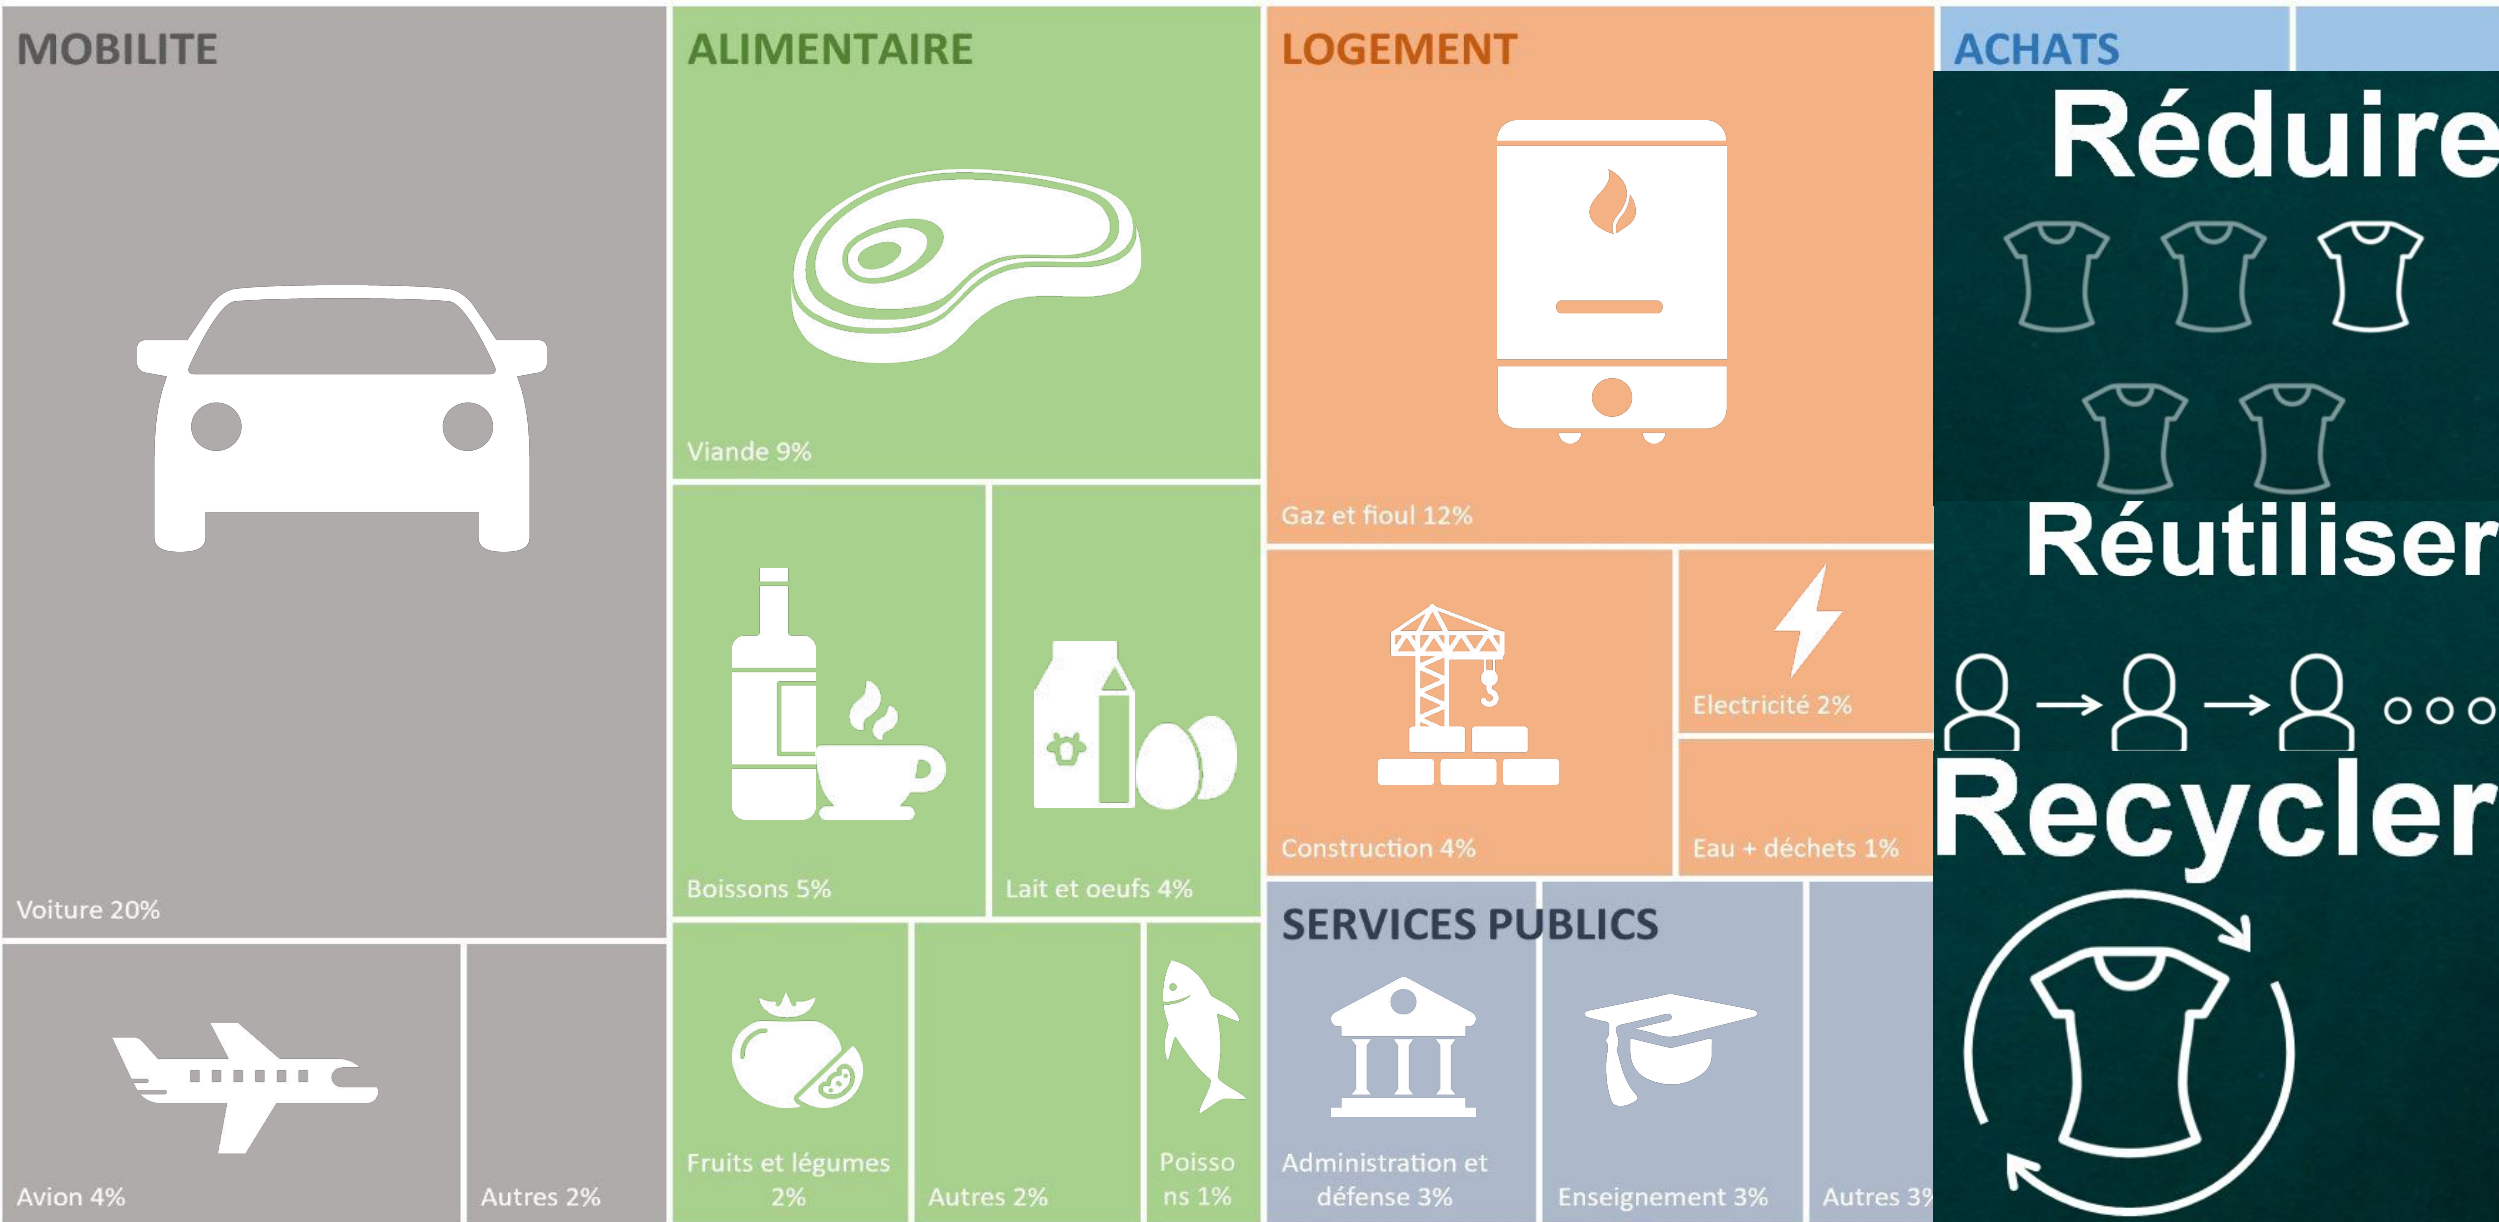 MOBILITE
Voiture 20%
Avion 4%
Autres 2%
ALIMENTAIRE
Viande 9%
Boissons 5%
Lait et oeufs 4%
Fruits et légumes
2%
Autres 2%
Poisso
ns 1%
LOGEMENT
Gaz et fioul 12%
Construction 4%
Electricité 2%
Eau + déchets 1%
SERVICES PUBLICS
Administration et
défense 3%
Enseignement 3%
Autres 3%
ACHATS
Réduire
Réutiliser
Recycler